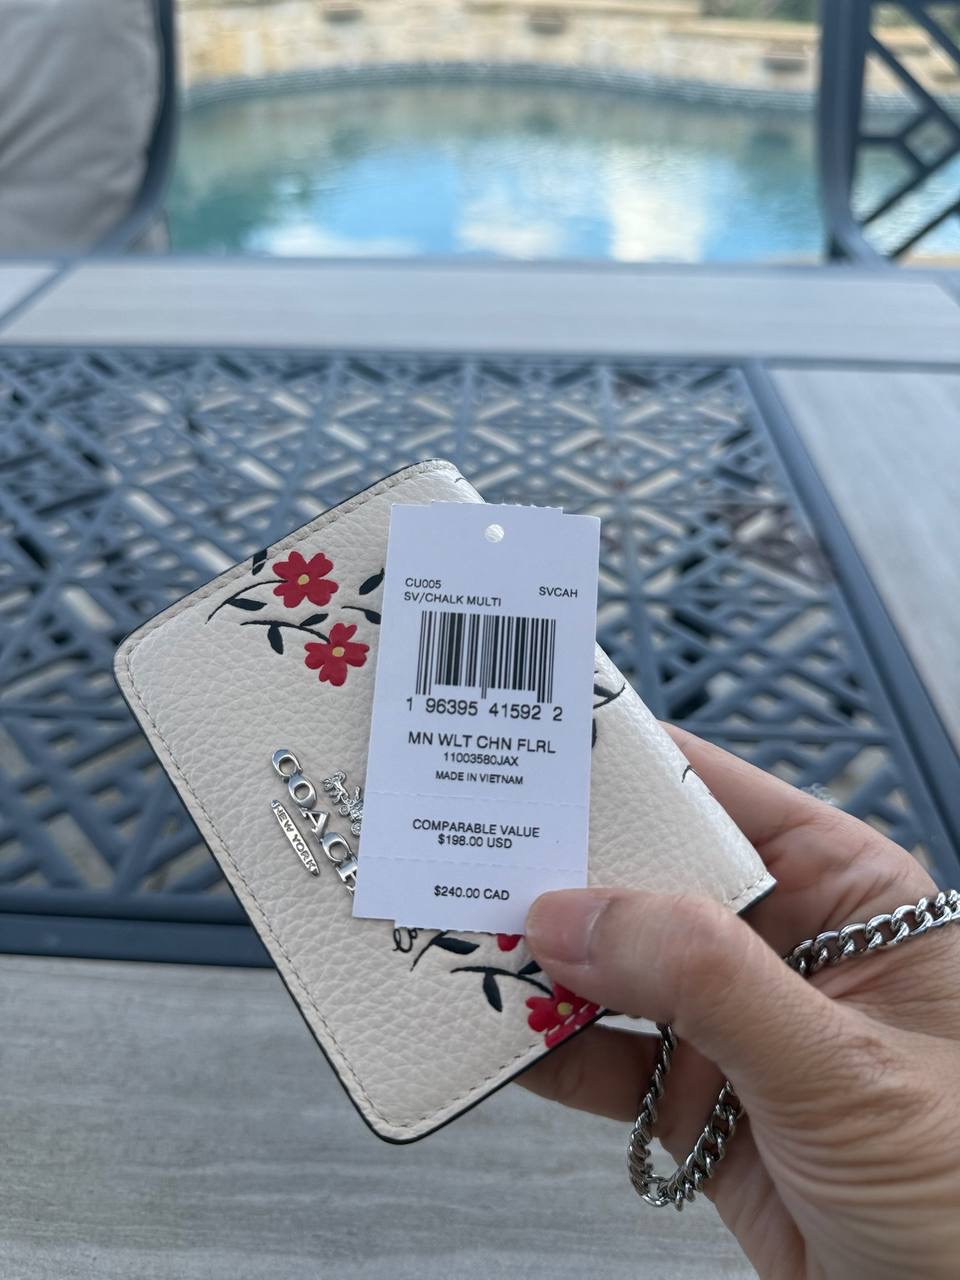 CU005 SVCAH
SV/CHALK MULTI
1 96395 41592 2
MN WLT CHN FLRL
11003580JAX
MADE IN VIETNAM
COMPARABLE VALUE
$198.00 USD
$240.00 CAD
COACH
NEW YORK